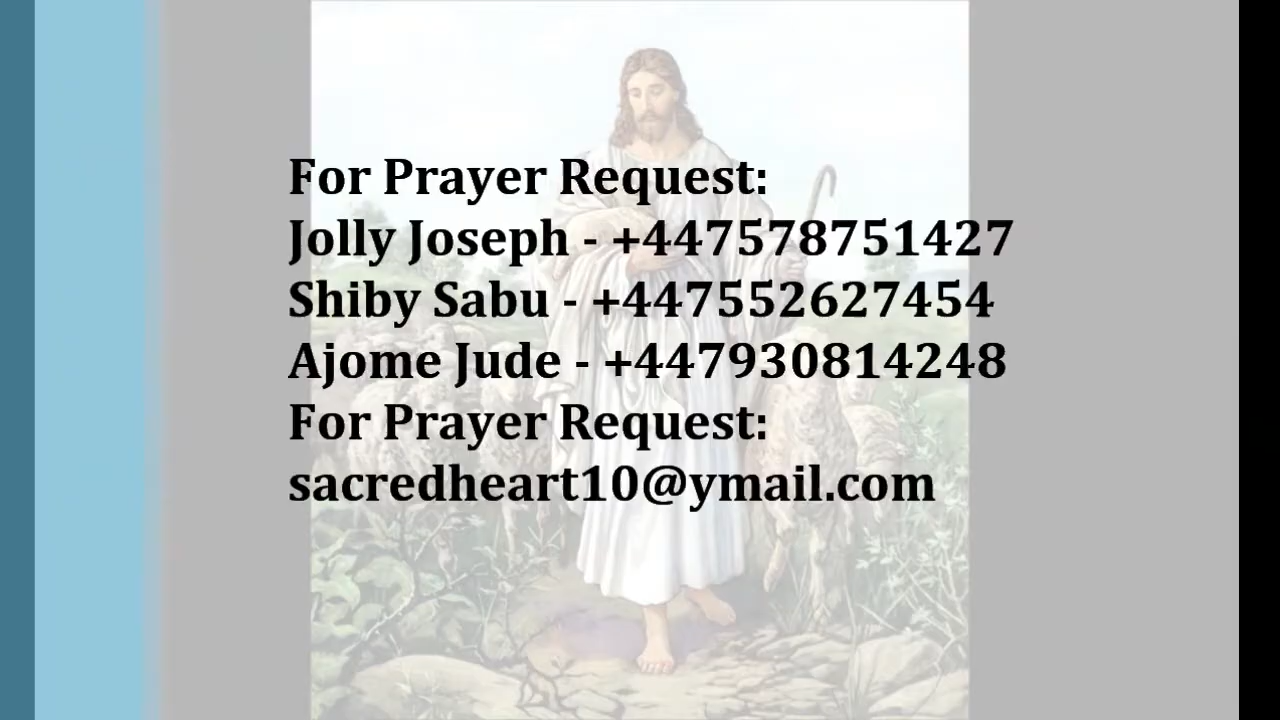 For Prayer Request:
Jolly Joseph - +447578751427
Shiby Sabu - +447552627454
Ajome Jude - +447930814248
For Prayer Request:
sacredheart10@ymail.com